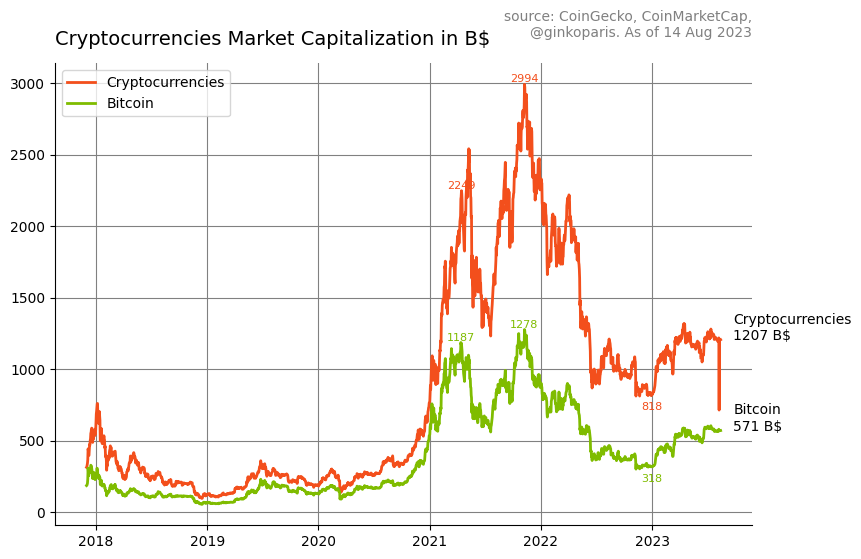 source: CoinGecko, CoinMarketCap,
@ginkoparis. As of 14 Aug 2023
Cryptocurrencies Market Capitalization in B$
Cryptocurrencies
Bitcoin
3000
2500
2000
1500
1000
500
0
2994
2249
1278
1187
818
318
Cryptocurrencies
1207 B$
Bitcoin
571 B$
2018 2019 2020 2021 2022 2023